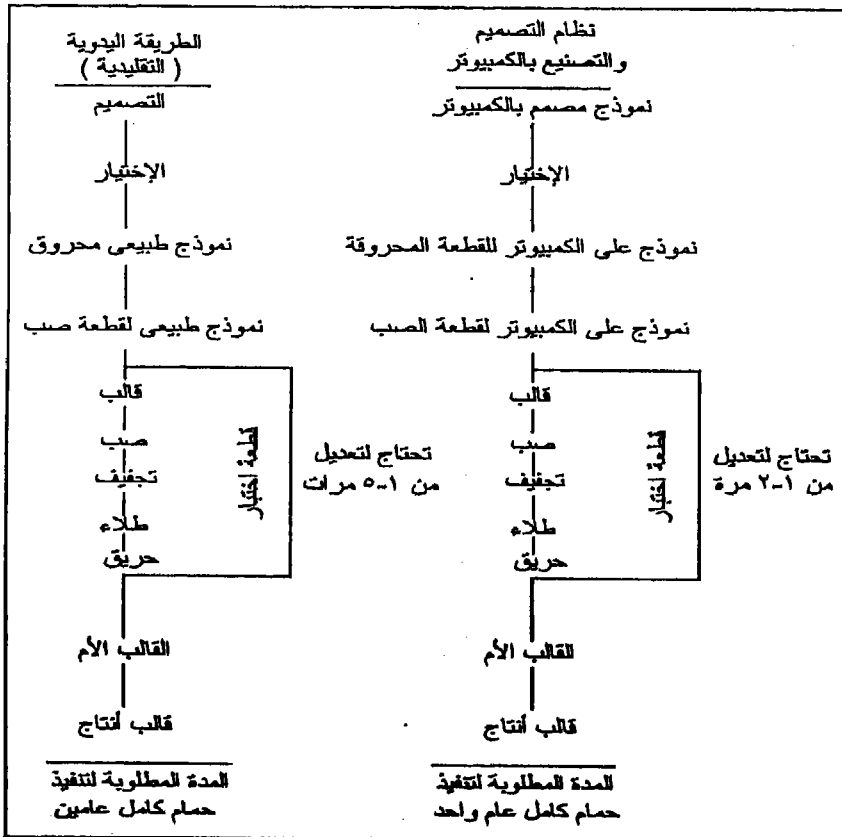 نظام التصميم
والتصنيع بالكمبيوتر
نموذج مصمم بالكمبيوتر
الإختيار
نموذج على الكمبيوتر للقطعة المحروقة
نموذج على الكمبيوتر لقطعة الصب
قالب
صب
تجفيف
طلاء
حريق
قطعة اختبار
تحتاج لتعديل
من ١-٢ مرة
القالب الأم
قالب أنتاج
المدة المطلوبة لتنفيذ
حمام كامل عام واحد
الطريقة اليدوية
( التقليدية )
التصميم
الإختيار
نموذج طبيعى محروق
نموذج طبيعى لقطعة صب
قالب
صب
تجفيف
طلاء
حريق
قطعة اختبار
تحتاج لتعديل
من ١-٥ مرات
القالب الأم
قالب أنتاج
المدة المطلوبة لتنفيذ
حمام كامل عامين